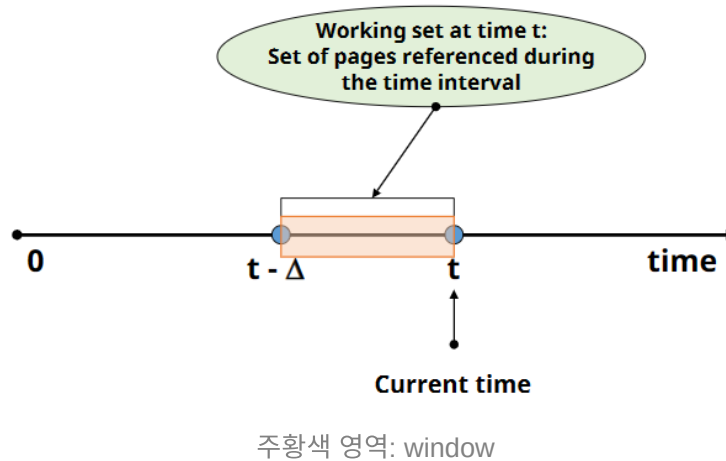 Working set at time t:
Set of pages referenced during
the time interval
0
t - Δ
t
time
Current time
주황색 영역: window